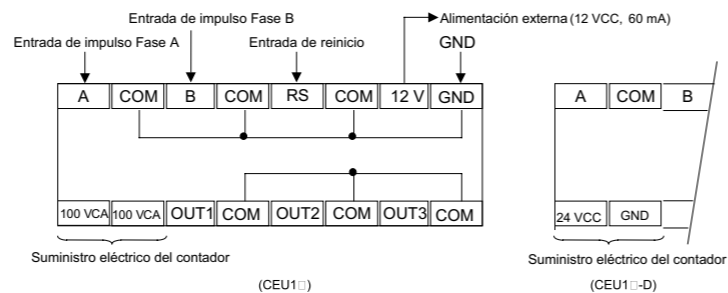 Entrada de impulso Fase B
Alimentación externa (12 VCC, 60 mA)
Entrada de impulso Fase A
Entrada de reinicio
GND
A COM B COM RS COM 12 V GND
A COM B
100 VCA 100 VCA OUT1 COM OUT2 COM OUT3 COM
24 VCC GND
Suministro eléctrico del contador
Suministro eléctrico del contador
(CEU1□)
(CEU1□-D)